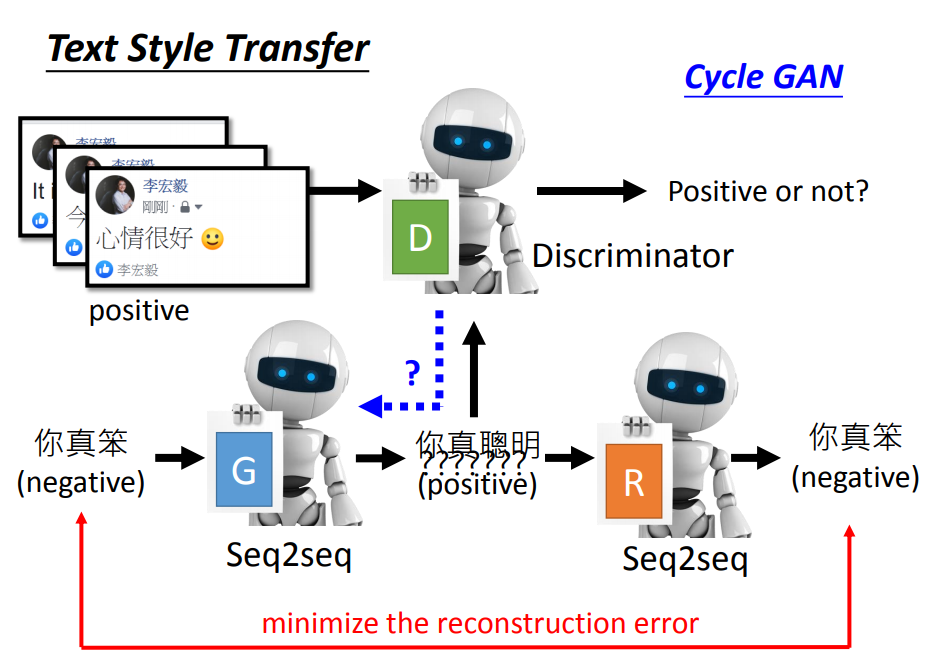 Text Style Transfer
Cycle GAN
李宏毅
李宏毅
It i
今
李宏毅
剛剛
心情很好
李宏毅
positive
D
Discriminator
Positive or not?
?
你真笨
(negative)
G
Seq2seq
你真聰明
???????
(positive)
R
Seq2seq
你真笨
(negative)
minimize the reconstruction error